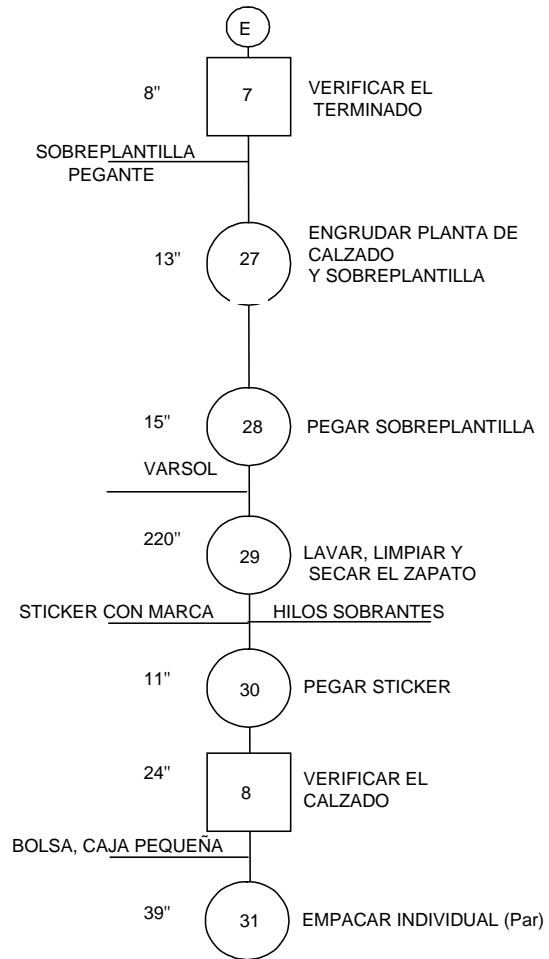 E
8" 7 VERIFICAR EL
TERMINADO
SOBREPLANTILLA
PEGANTE
ENGRUDAR PLANTA DE
13" 27 CALZADO
Y SOBREPLANTILLA
15" 28 PEGAR SOBREPLANTILLA
VARSOL
220" 29 LAVAR, LIMPIAR Y
SECAR EL ZAPATO
STICKER CON MARCA HILOS SOBRANTES
11" 30 PEGAR STICKER
24" 8 VERIFICAR EL
CALZADO
BOLSA, CAJA PEQUEÑA
39" 31 EMPACAR INDIVIDUAL (Par)